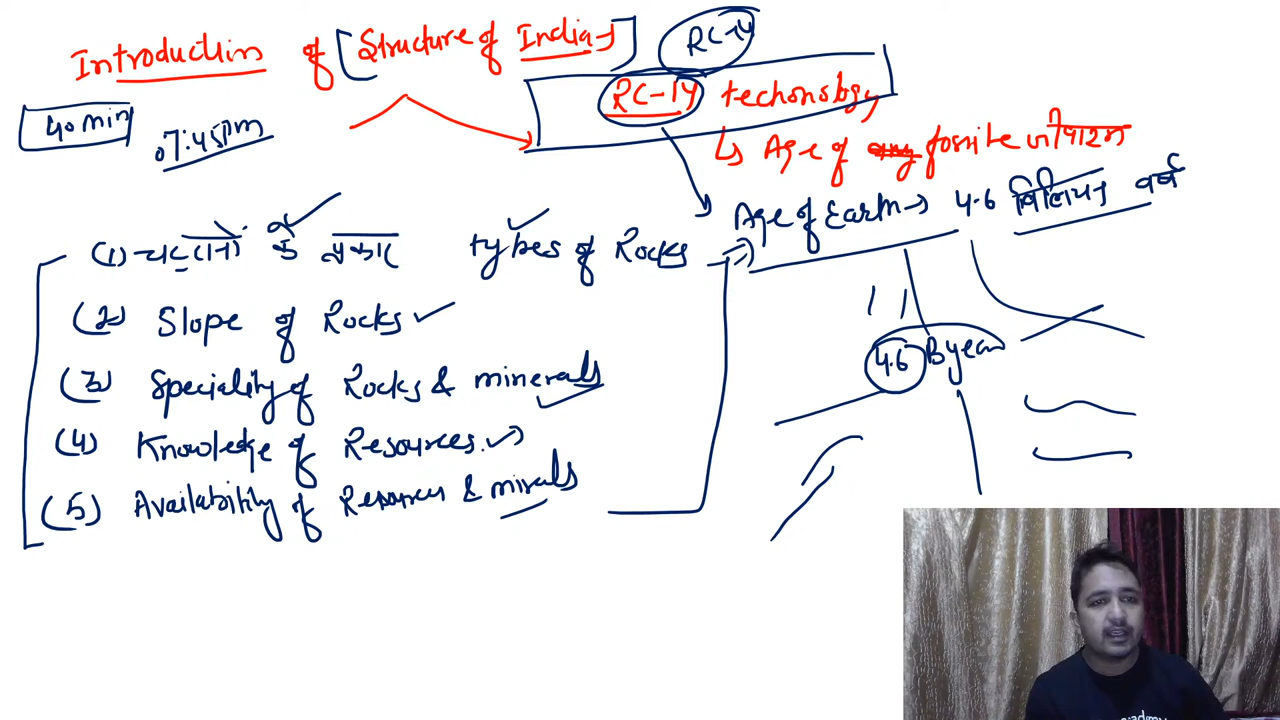 Introduction of [Structure of India→]
RC-14
RC-14 techonology
40 min
07:45 PM
↳ Age of fossile जीवाश्म
Age of Earth → 4.6 बिलियन वर्ष
(1) चट्टानों के प्रकार types of Rocks
(2) Slope of Rocks
(3) Speciality of Rocks & minerals
4.6 B year
(4) Knowledge of Resources.
(5) Availability of Resources & minrals